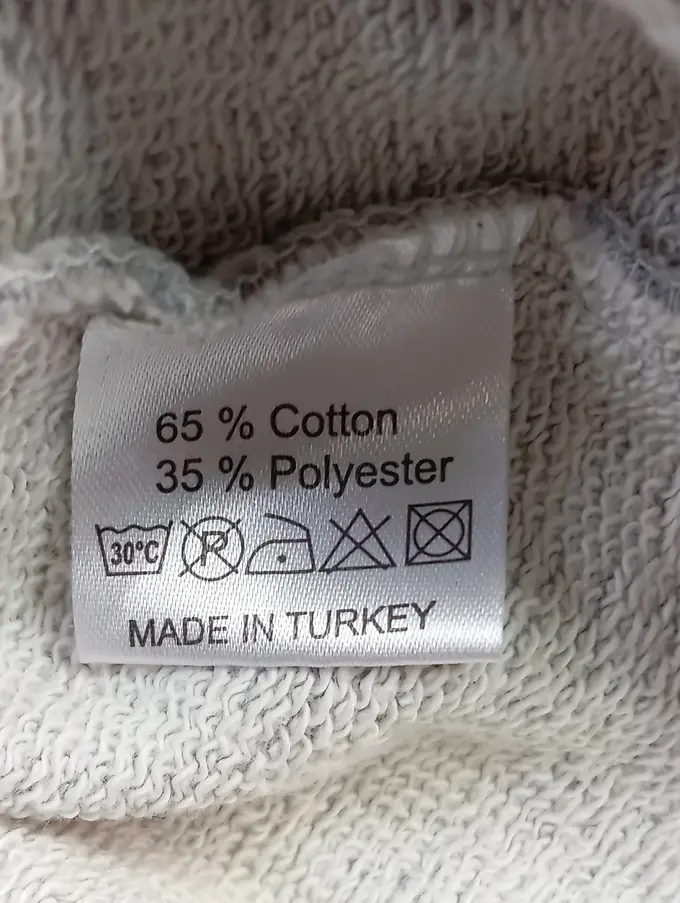 65 % Cotton
35 % Polyester
30°C P
MADE IN TURKEY